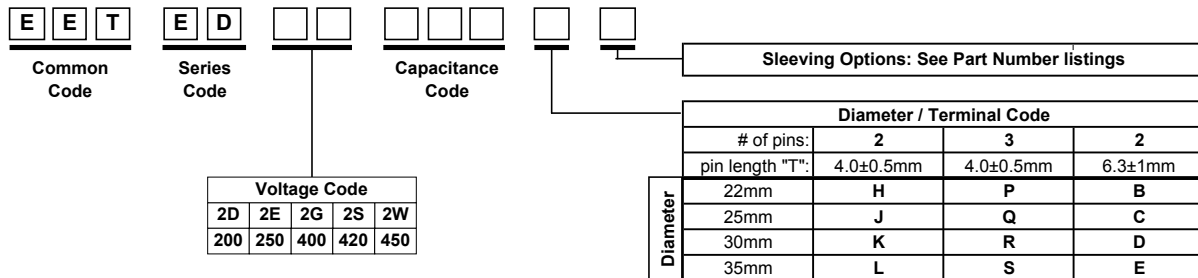 E E T E D
Common Code
Series Code
Capacitance Code
Sleeving Options: See Part Number listings
Diameter / Terminal Code
# of pins: 2 3 2
pin length "T": 4.0±0.5mm 4.0±0.5mm 6.3±1mm
Diameter
22mm H P B
25mm J Q C
30mm K R D
35mm L S E
Voltage Code
2D 2E 2G 2S 2W
200 250 400 420 450